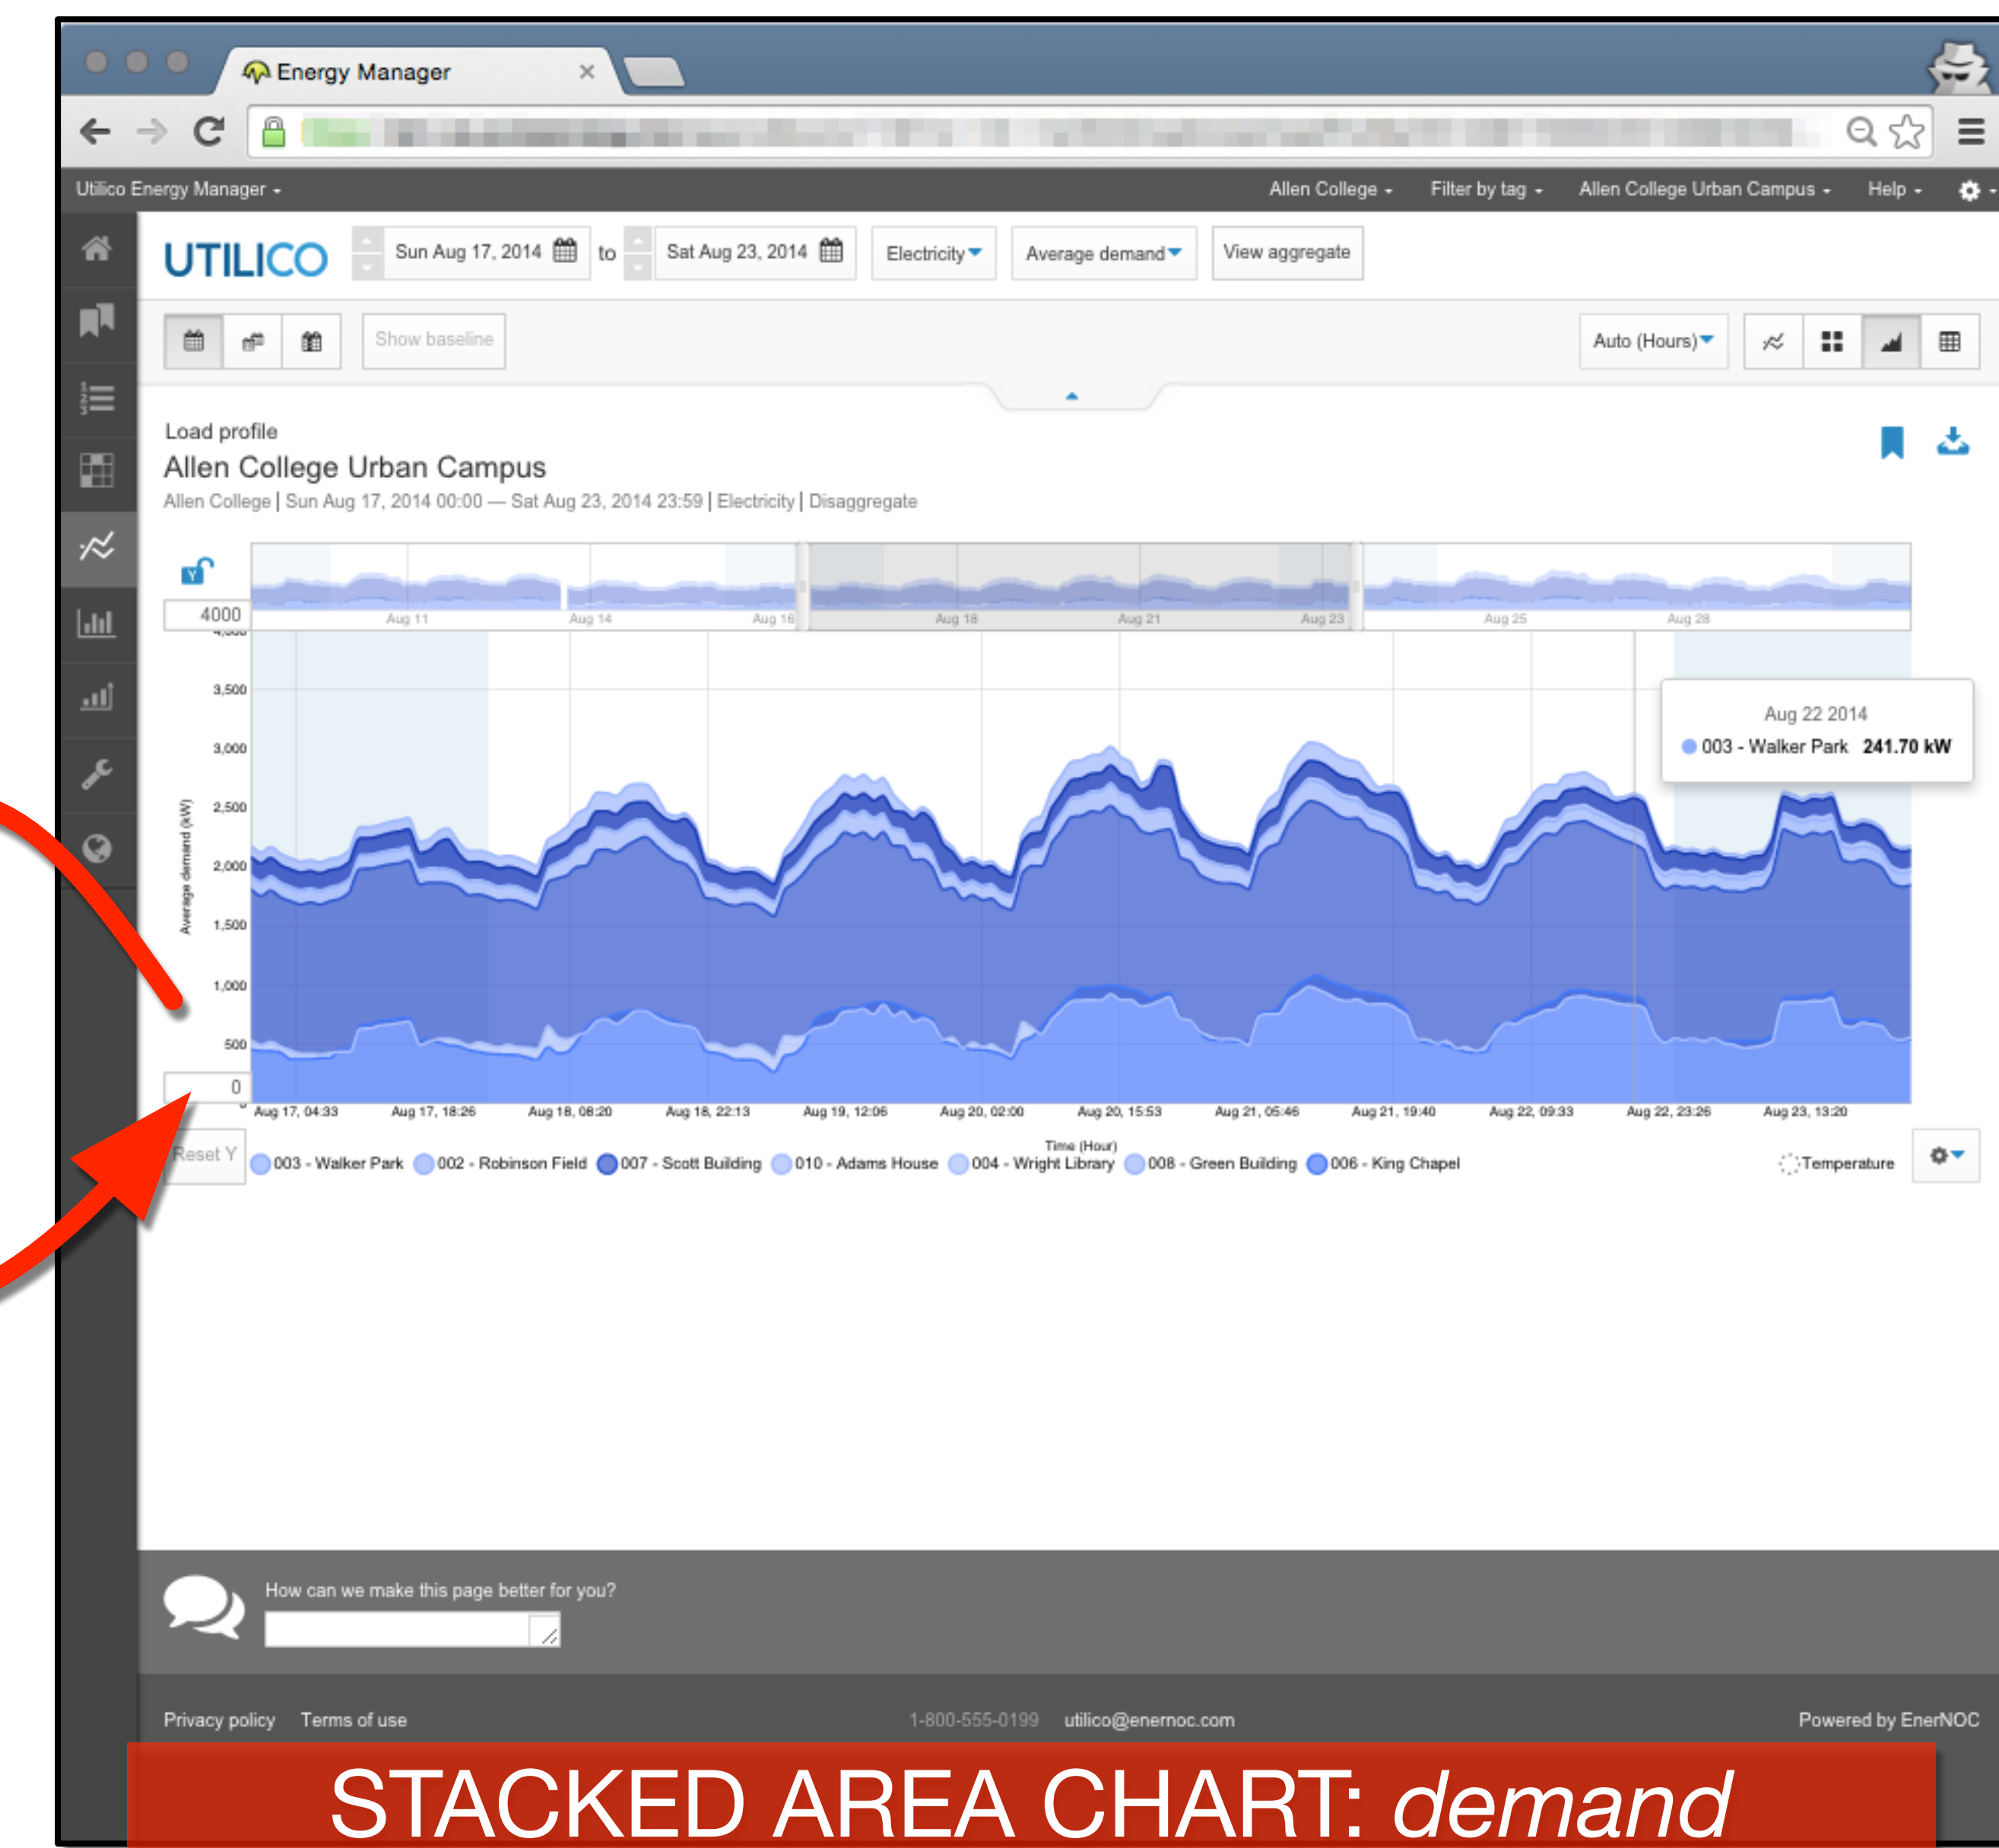 Energy Manager
Utilico Energy Manager
Allen College
Filter by tag
Allen College Urban Campus
Help
UTILICO
Sun Aug 17, 2014
to
Sat Aug 23, 2014
Electricity
Average demand
View aggregate
Show baseline
Auto (Hours)
Load profile
Allen College Urban Campus
Allen College | Sun Aug 17, 2014 00:00 — Sat Aug 23, 2014 23:59 | Electricity | Disaggregate
Y
4000
Aug 11
Aug 14
Aug 16
Aug 18
Aug 21
Aug 23
Aug 25
Aug 28
4,000
3,500
3,000
2,500
2,000
1,500
1,000
500
0
Average demand (kW)
Aug 22 2014
003 - Walker Park 241.70 kW
Aug 17, 04:33
Aug 17, 18:26
Aug 18, 08:20
Aug 18, 22:13
Aug 19, 12:06
Aug 20, 02:00
Aug 20, 15:53
Aug 21, 05:46
Aug 21, 19:40
Aug 22, 09:33
Aug 22, 23:26
Aug 23, 13:20
Time (Hour)
Reset Y
003 - Walker Park
002 - Robinson Field
007 - Scott Building
010 - Adams House
004 - Wright Library
008 - Green Building
006 - King Chapel
Temperature
How can we make this page better for you?
Privacy policy
Terms of use
1-800-555-0199
utilico@enernoc.com
Powered by EnerNOC
STACKED AREA CHART: demand